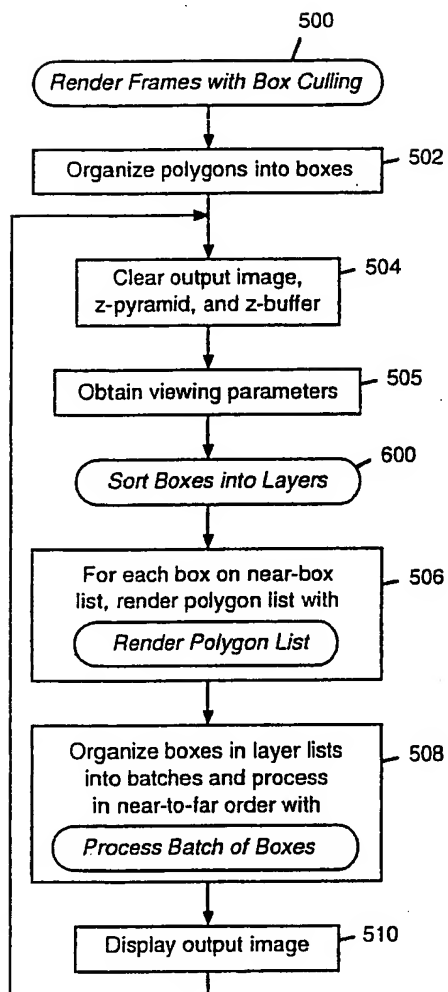 500
Render Frames with Box Culling
502
Organize polygons into boxes
504
Clear output image,
z-pyramid, and z-buffer
505
Obtain viewing parameters
600
Sort Boxes into Layers
506
For each box on near-box
list, render polygon list with
Render Polygon List
508
Organize boxes in layer lists
into batches and process
in near-to-far order with
Process Batch of Boxes
510
Display output image